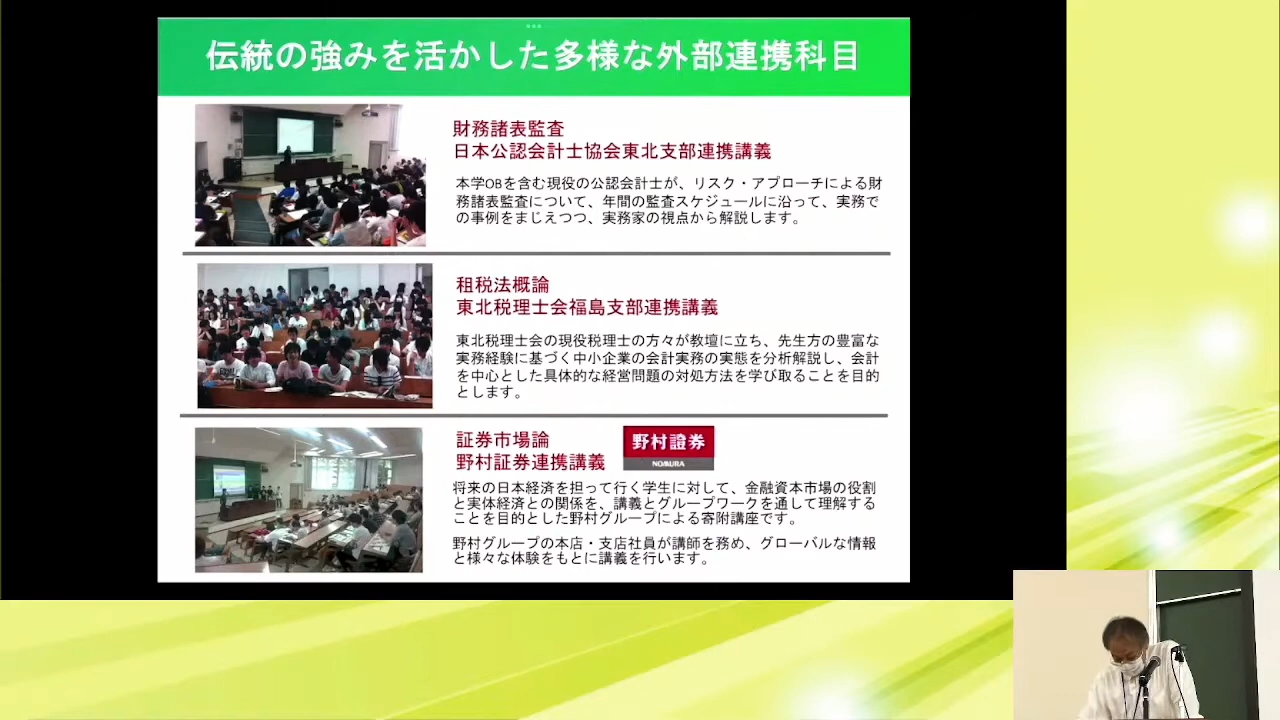 伝統の強みを活かした多様な外部連携科目
財務諸表監査
日本公認会計士協会東北支部連携講義
本学OBを含む現役の公認会計士が、リスク・アプローチによる財
務諸表監査について、年間の監査スケジュールに沿って、実務で
の事例をまじえつつ、実務家の視点から解説します。
租税法概論
東北税理士会福島支部連携講義
東北税理士会の現役税理士の方々が教壇に立ち、先生方の豊富な
実務経験に基づく中小企業の会計実務の実態を分析解説し、会計
を中心とした具体的な経営問題の対処方法を学び取ることを目的
とします。
証券市場論
野村証券連携講義
野村證券
NOMURA
将来の日本経済を担って行く学生に対して、金融資本市場の役割
と実体経済との関係を、講義とグループワークを通して理解する
ことを目的とした野村グループによる寄附講座です。
野村グループの本店・支店社員が講師を務め、グローバルな情報
と様々な体験をもとに講義を行います。